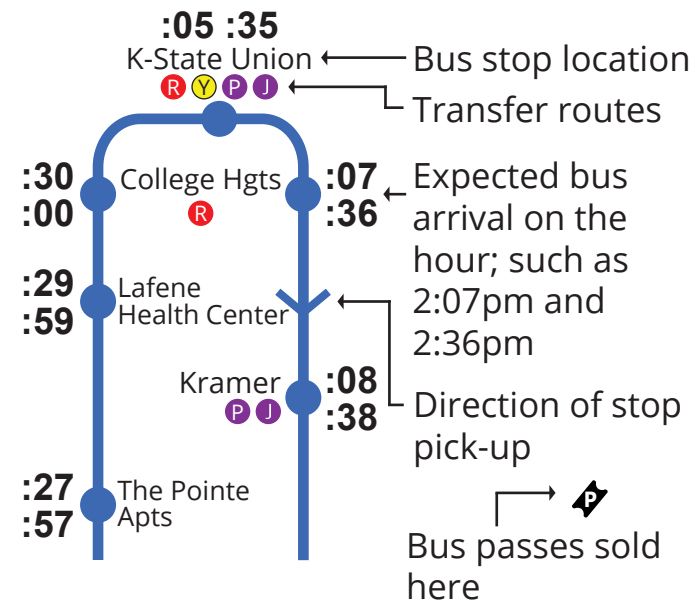 :05 :35
K-State Union
R Y P J
Bus stop location
Transfer routes
:30
:00
College Hgts
R
:07
:36
Expected bus
arrival on the
hour; such as
2:07pm and
2:36pm
:29
:59
Lafene
Health Center
Kramer
P J
:08
:38
Direction of stop
pick-up
:27
:57
The Pointe
Apts
P
Bus passes sold
here